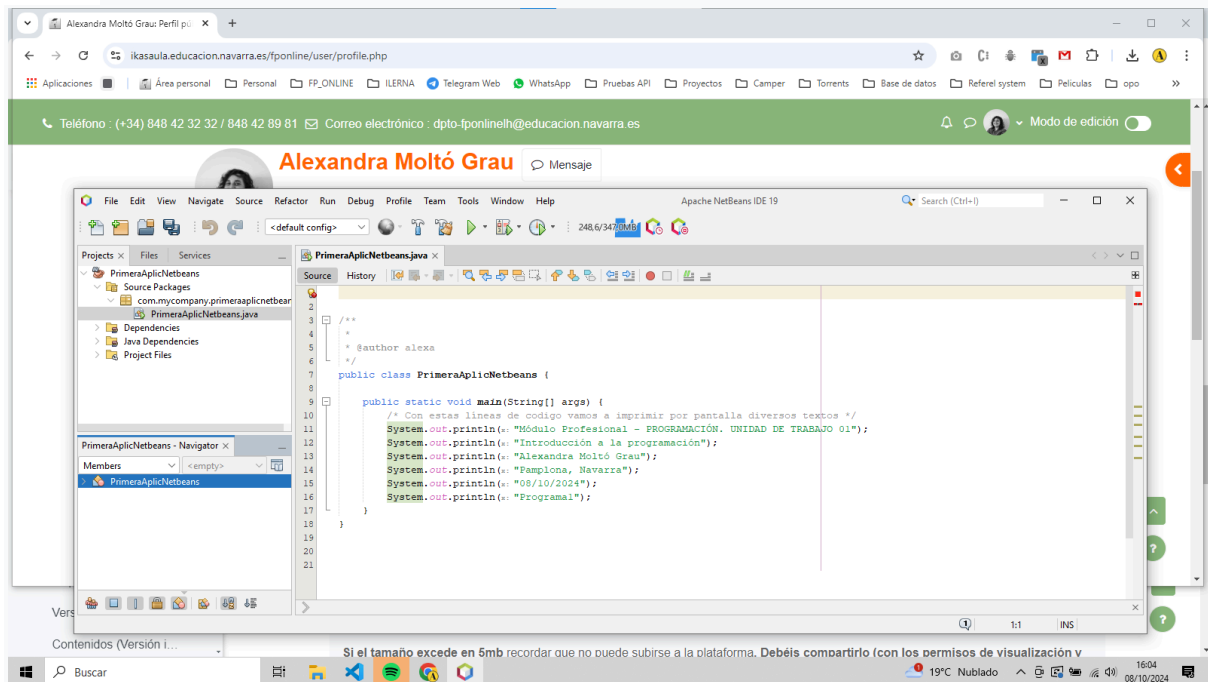 Alexandra Moltó Grau: Perfil pú
ikasaula.educacion.navarra.es/fponline/user/profile.php
Aplicaciones Área personal Personal FP_ONLINE ILERNA Telegram Web WhatsApp Pruebas API Proyectos Camper Torrents Base de datos Referel system Peliculas opo
Teléfono : (+34) 848 42 32 32 / 848 42 89 81 Correo electrónico : dpto-fponlinelh@educacion.navarra.es Modo de edición
Alexandra Moltó Grau Mensaje
File Edit View Navigate Source Refactor Run Debug Profile Team Tools Window Help Apache NetBeans IDE 19 Search (Ctrl+I)
<default config> 248,6/347,0MB
Projects Files Services PrimeraAplicNetbeans.java
Source History
PrimeraAplicNetbeans
Source Packages
com.mycompany.primeraaplicnetbear
PrimeraAplicNetbeans.java
Dependencies
Java Dependencies
Project Files
PrimeraAplicNetbeans - Navigator
Members <empty>
PrimeraAplicNetbeans
2
3 /**
4 *
5 * @author alexa
6 */
7 public class PrimeraAplicNetbeans {
8
9 public static void main(String[] args) {
10 /* Con estas líneas de codigo vamos a imprimir por pantalla diversos textos */
11 System.out.println(x: "Módulo Profesional - PROGRAMACIÓN. UNIDAD DE TRABAJO 01");
12 System.out.println(x: "Introducción a la programación");
13 System.out.println(x: "Alexandra Moltó Grau");
14 System.out.println(x: "Pamplona, Navarra");
15 System.out.println(x: "08/10/2024");
16 System.out.println(x: "Programa1");
17 }
18 }
19
20
21
1:1 INS
Vers
Contenidos (Versión i...
Si el tamaño excede en 5mb recordar que no puede subirse a la plataforma. Debéis compartirlo (con los permisos de visualización y
Buscar
19°C Nublado
16:04
08/10/2024